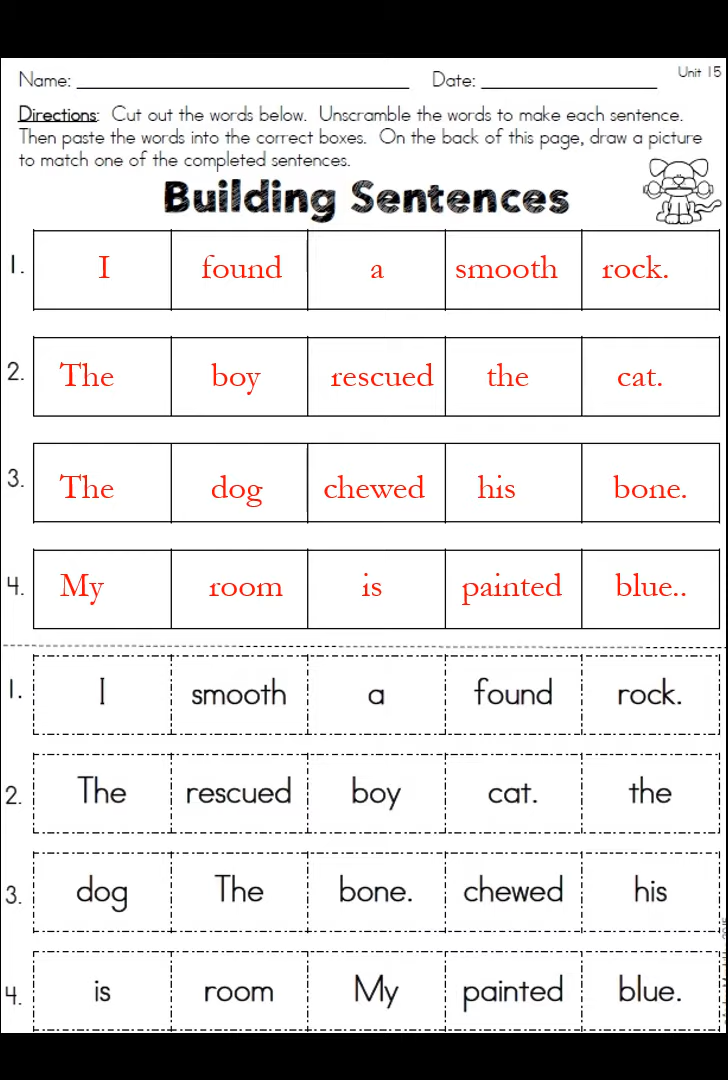 Unit 15
Name: Date:
Directions: Cut out the words below. Unscramble the words to make each sentence.
Then paste the words into the correct boxes. On the back of this page, draw a picture
to match one of the completed sentences.
Building Sentences
1. I found a smooth rock.
2. The boy rescued the cat.
3. The dog chewed his bone.
4. My room is painted blue..
1. I smooth a found rock.
2. The rescued boy cat. the
3. dog The bone. chewed his
4. is room My painted blue.